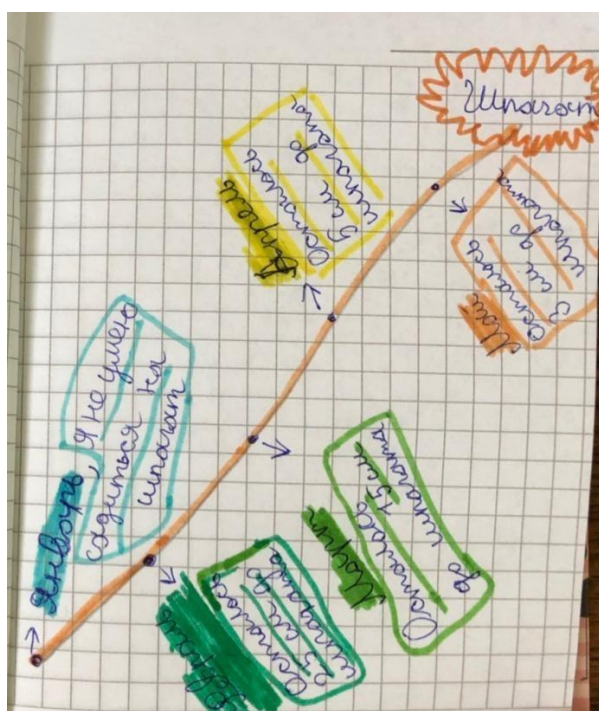 Шпагат
Январь, я не умею
садиться на
шпагат
Февраль
Осталось
25 см до
шпагата
Март
Осталось 15 см
до шпагата
Апрель
Осталось
5 см до
шпагата
Май
Осталось
3 см до
шпагата